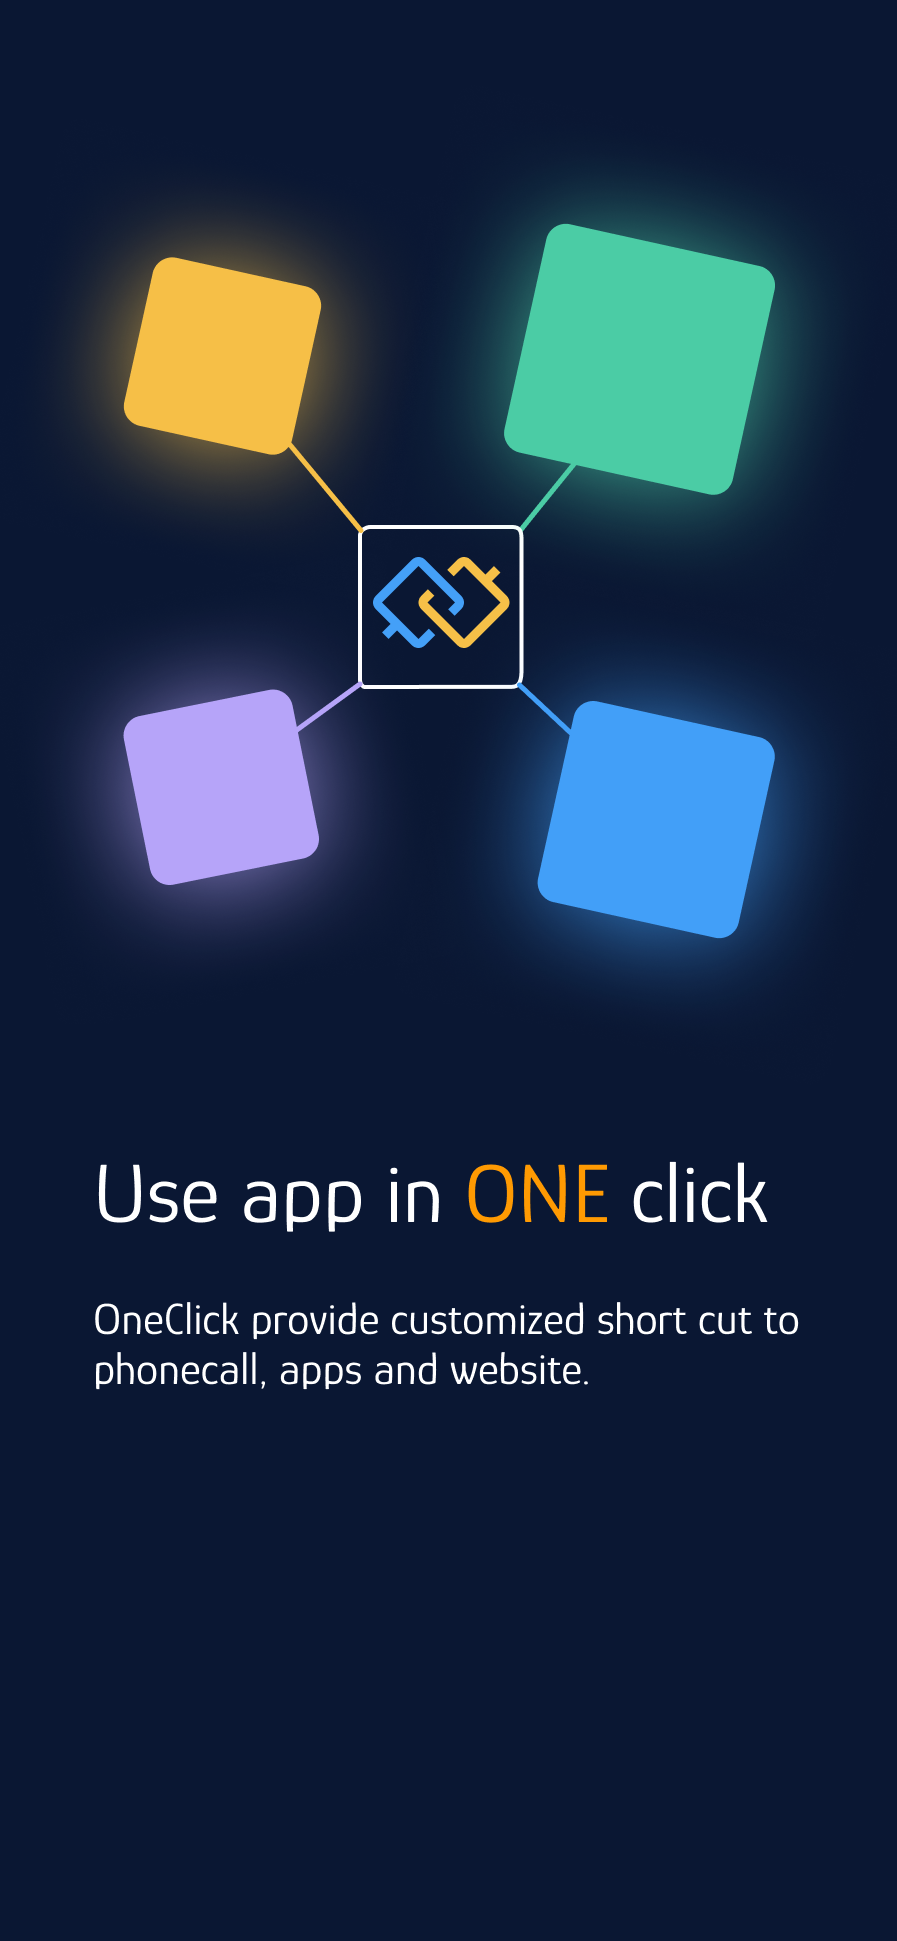 Use app in ONE click
OneClick provide customized short cut to
phonecall, apps and website.